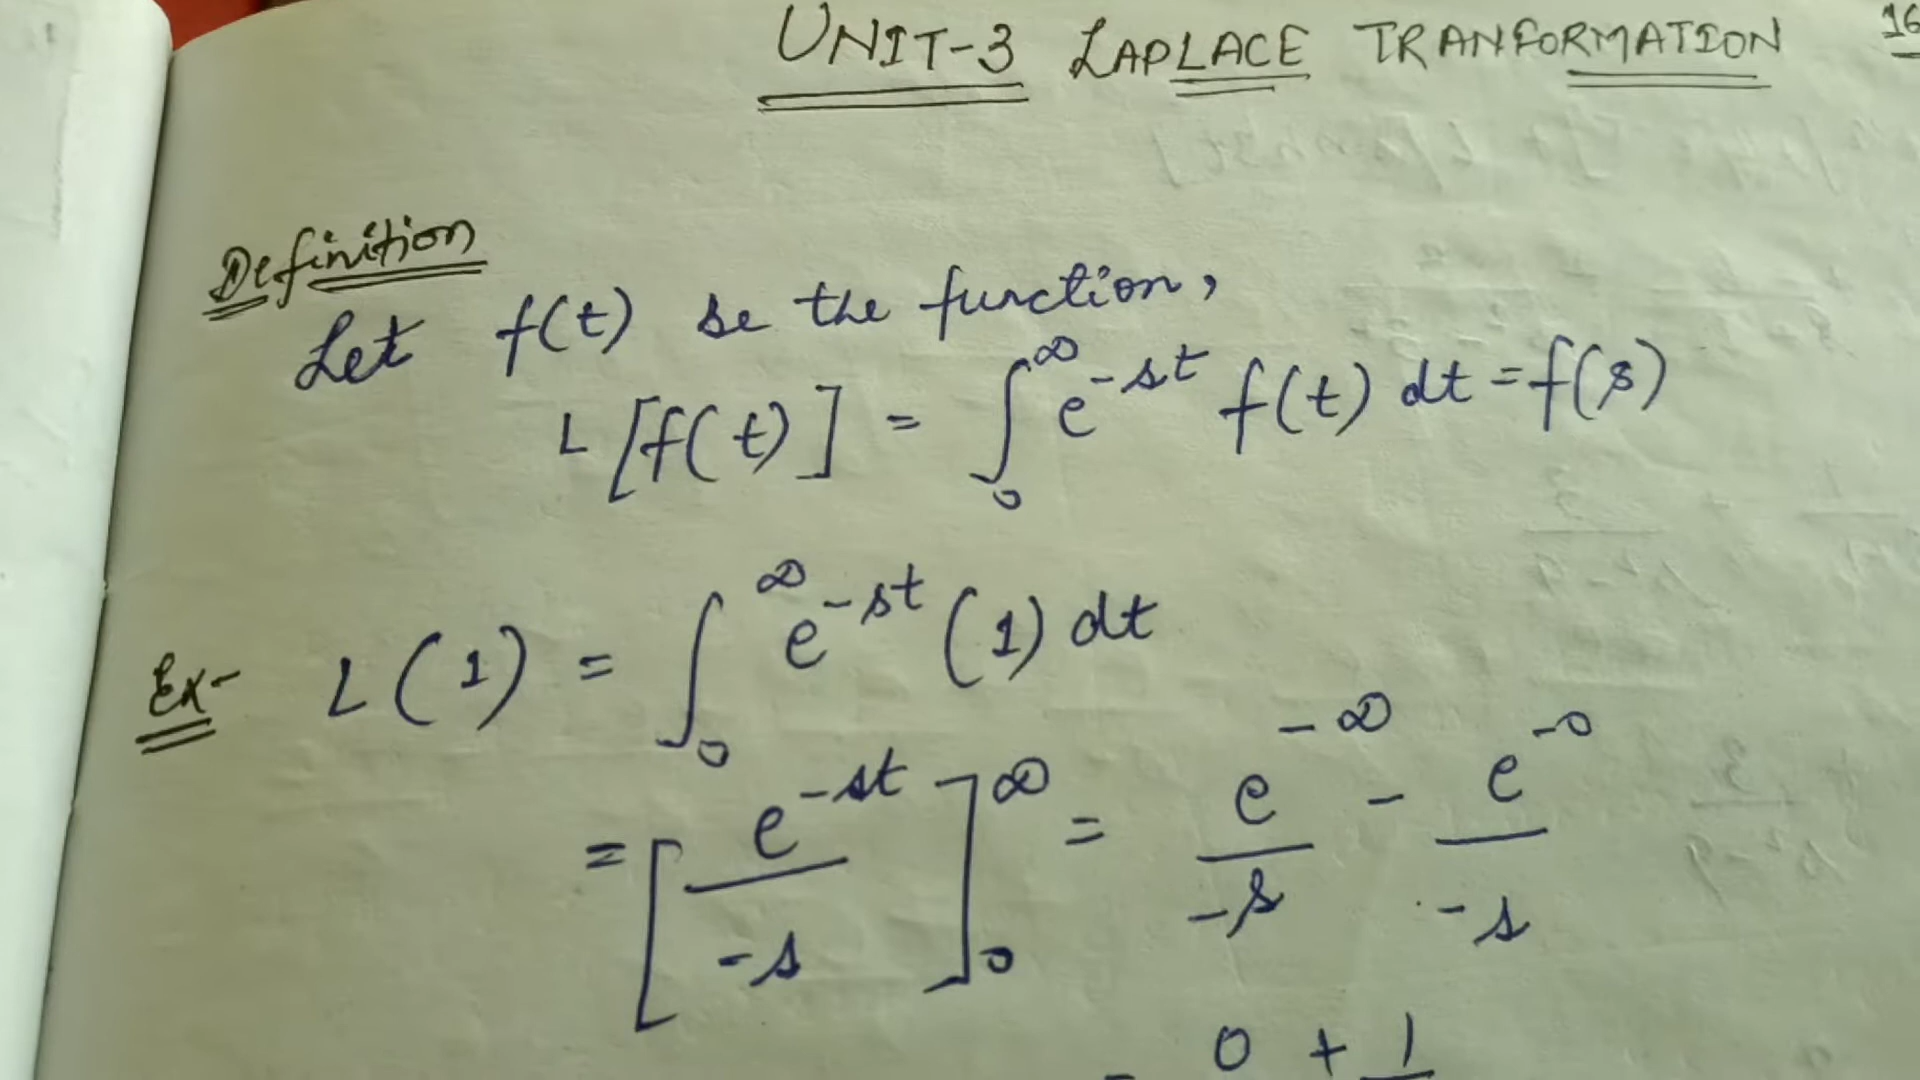 UNIT-3 LAPLACE TRANFORMATION 16
Definition
Let f(t) be the function,
L [f(t)] = ∫₀^∞ e^-st f(t) dt = f(s)
Ex- L(1) = ∫₀^∞ e^-st (1) dt
= [e^-st / -s]₀^∞ = e^-∞ / -s - e^-0 / -s
= 0 + 1